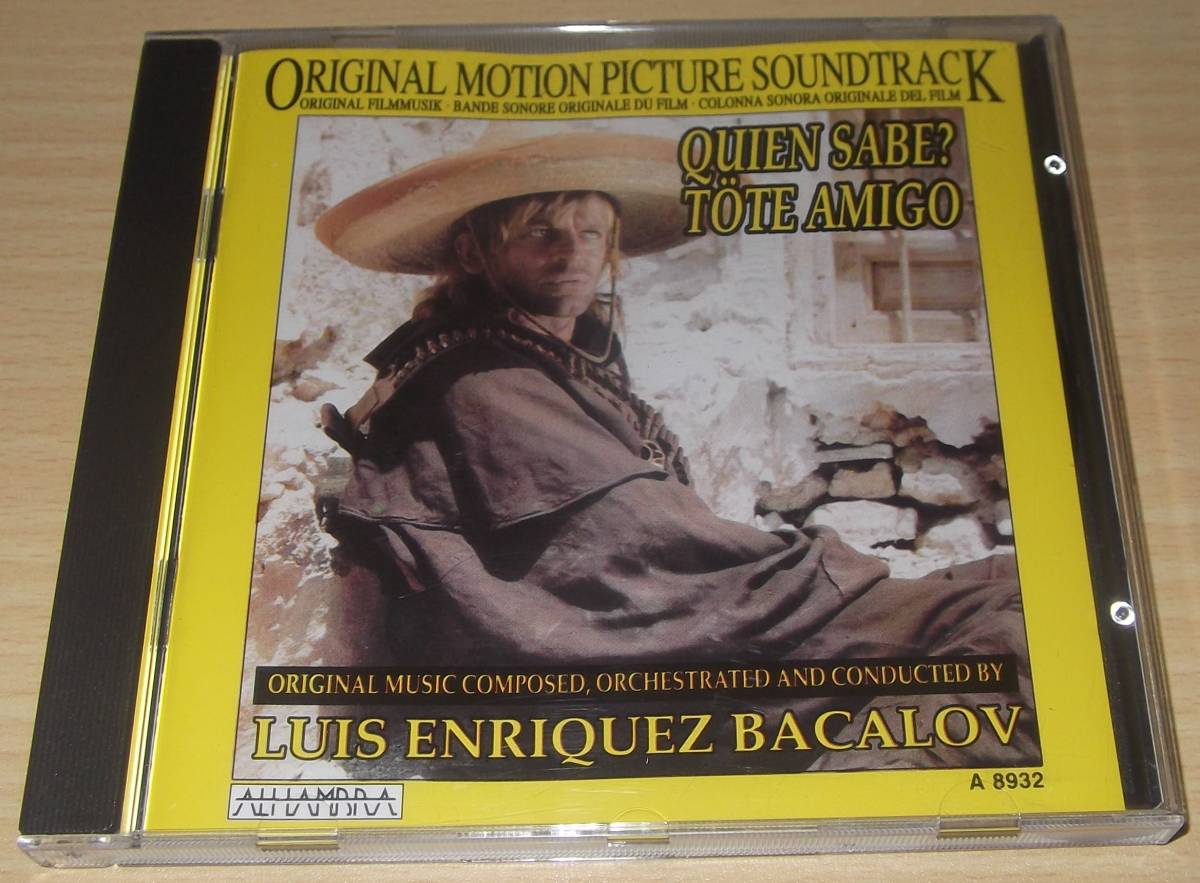 ORIGINAL MOTION PICTURE SOUNDTRACK
ORIGINAL FILMMUSIK · BANDE SONORE ORIGINALE DU FILM · COLONNA SONORA ORIGINALE DEL FILM
QUIEN SABE?
TÖTE AMIGO
ORIGINAL MUSIC COMPOSED, ORCHESTRATED AND CONDUCTED BY
LUIS ENRIQUEZ BACALOV
ALHAMBRA
A 8932